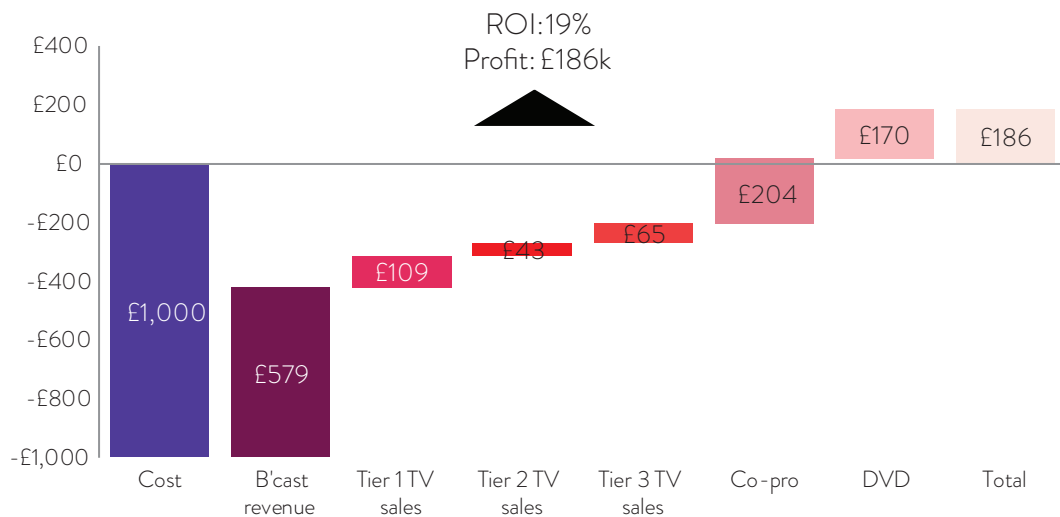 ROI:19%
Profit: £186k
£400
£200
£0
-£200
-£400
-£600
-£800
-£1,000
£1,000
£579
£109
£43
£65
£204
£170
£186
Cost
B'cast
revenue
Tier 1 TV
sales
Tier 2 TV
sales
Tier 3 TV
sales
Co-pro
DVD
Total